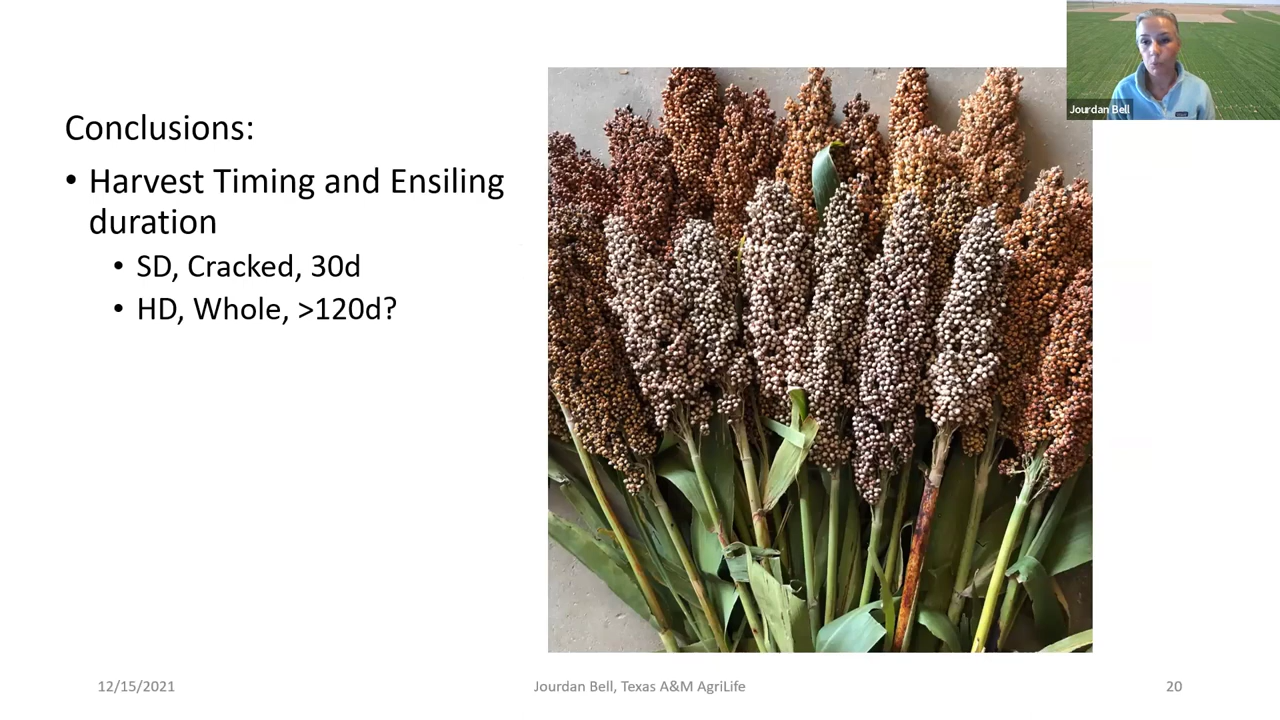 Jourdan Bell
Conclusions:
• Harvest Timing and Ensiling
duration
• SD, Cracked, 30d
• HD, Whole, >120d?
12/15/2021
Jourdan Bell, Texas A&M AgriLife
20